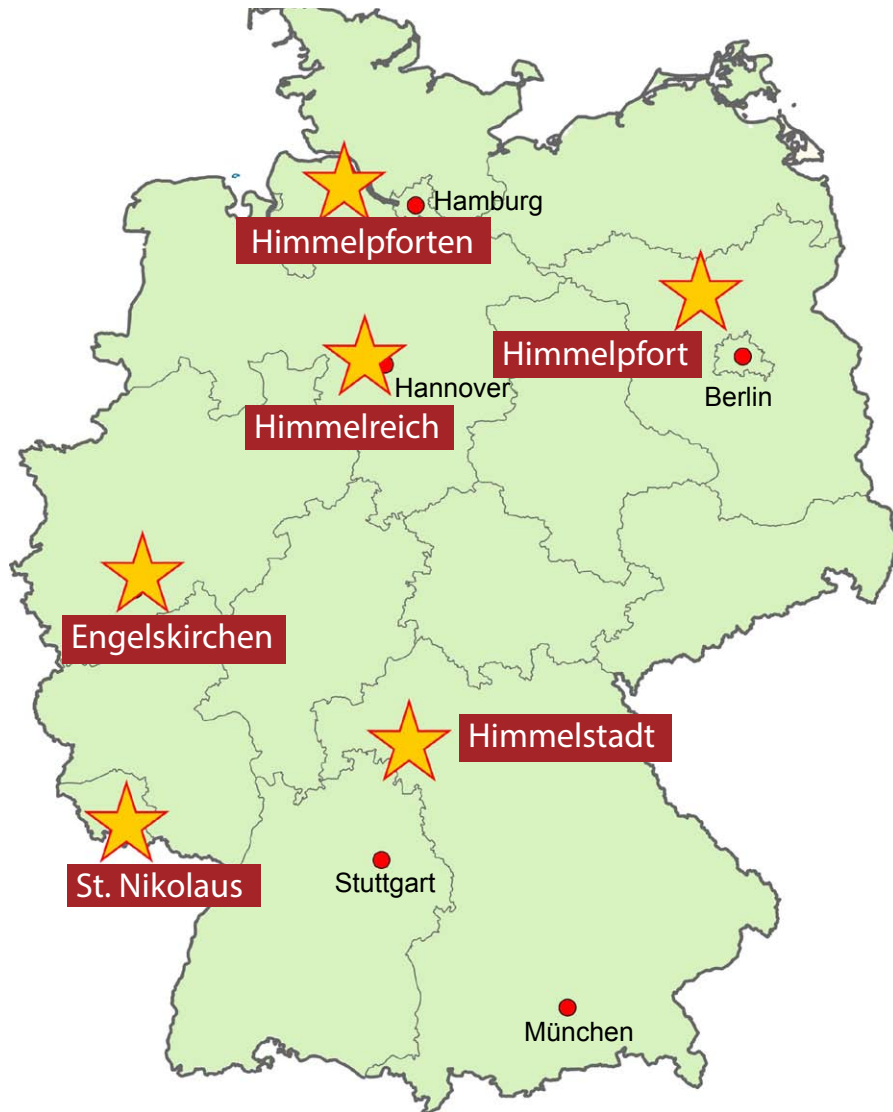 Hamburg
Himmelpforten
Himmelpfort
Hannover
Berlin
Himmelreich
Engelskirchen
Himmelstadt
St. Nikolaus
Stuttgart
München